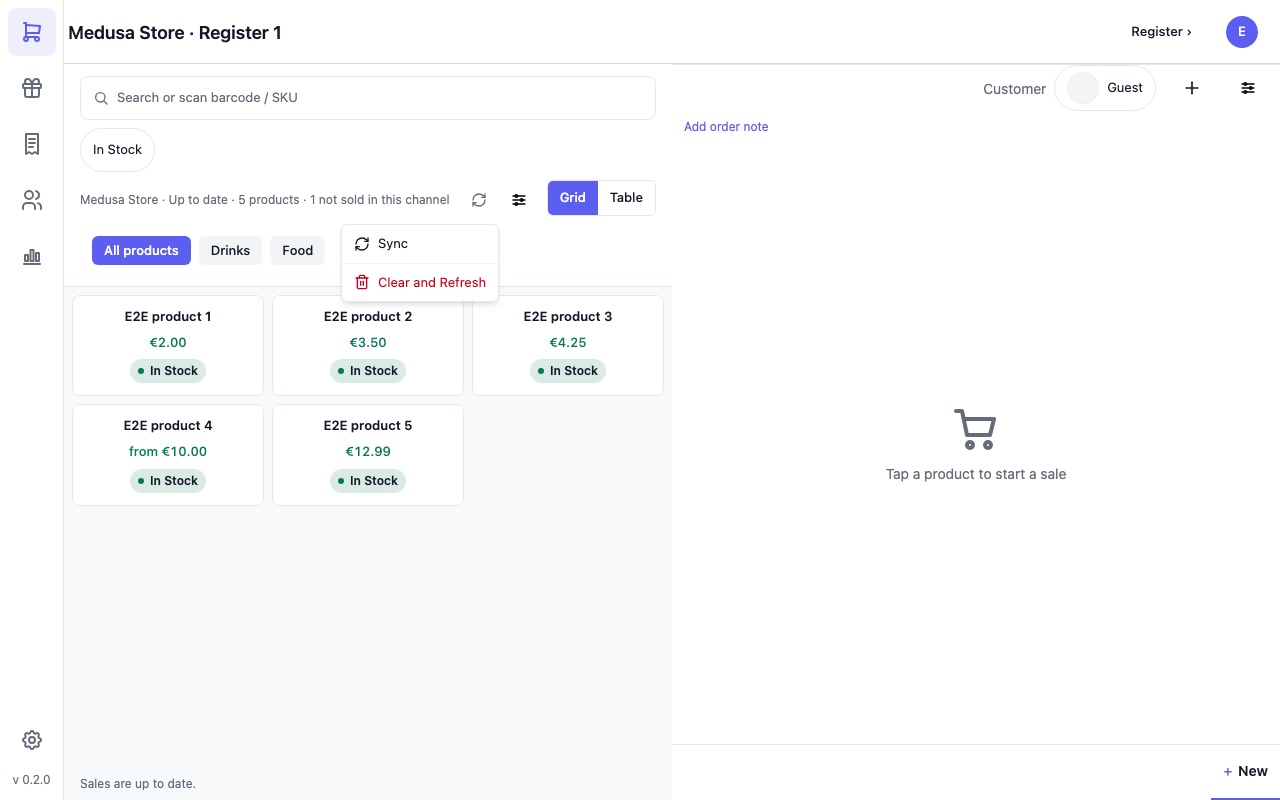 Medusa Store · Register 1
Register ›
E
Search or scan barcode / SKU
In Stock
Medusa Store · Up to date · 5 products · 1 not sold in this channel
Grid
Table
Sync
Clear and Refresh
All products
Drinks
Food
E2E product 1
€2.00
In Stock
E2E product 2
€3.50
In Stock
E2E product 3
€4.25
In Stock
E2E product 4
from €10.00
In Stock
E2E product 5
€12.99
In Stock
Sales are up to date.
v 0.2.0
Customer
Guest
Add order note
Tap a product to start a sale
+ New